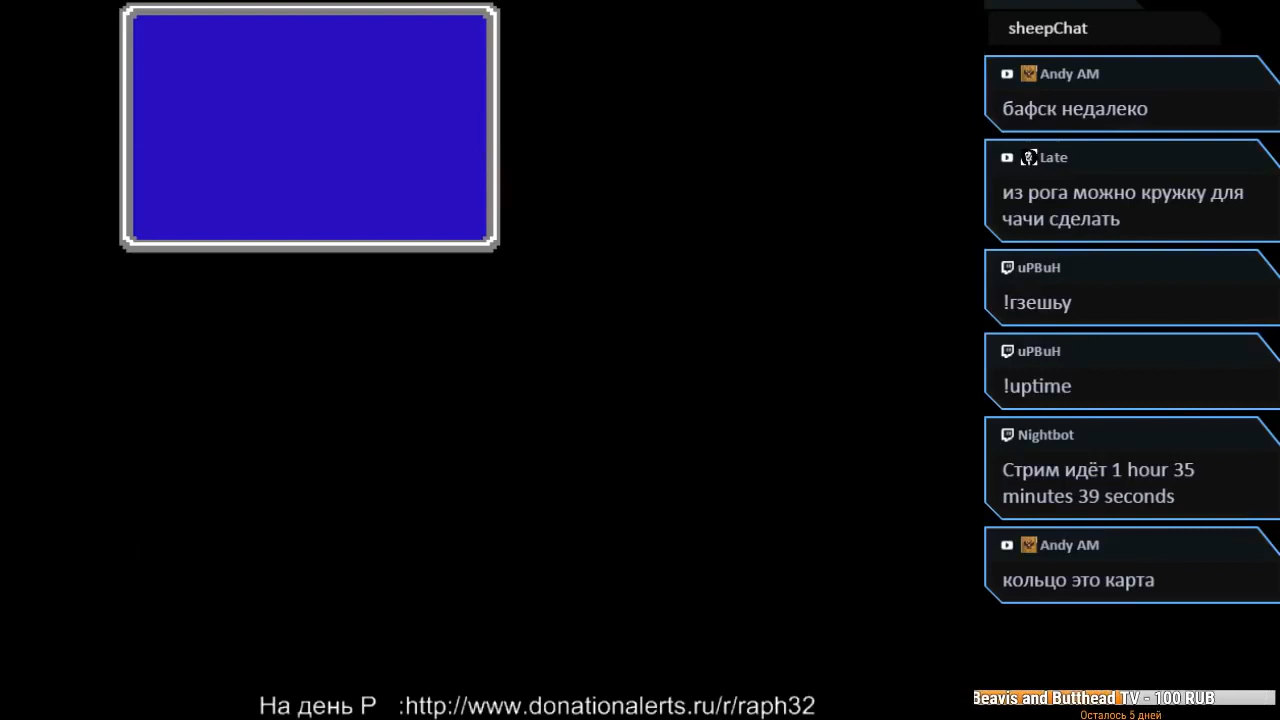 sheepChat
Andy AM
бафск недалеко
Late
из рога можно кружку для
чачи сделать
uPBuH
!гзешьу
uPBuH
!uptime
Nightbot
Стрим идёт 1 hour 35
minutes 39 seconds
Andy AM
кольцо это карта
На день Р :http://www.donationalerts.ru/r/raph32
Beavis and Butthead TV - 100 RUB
Осталось 5 дней